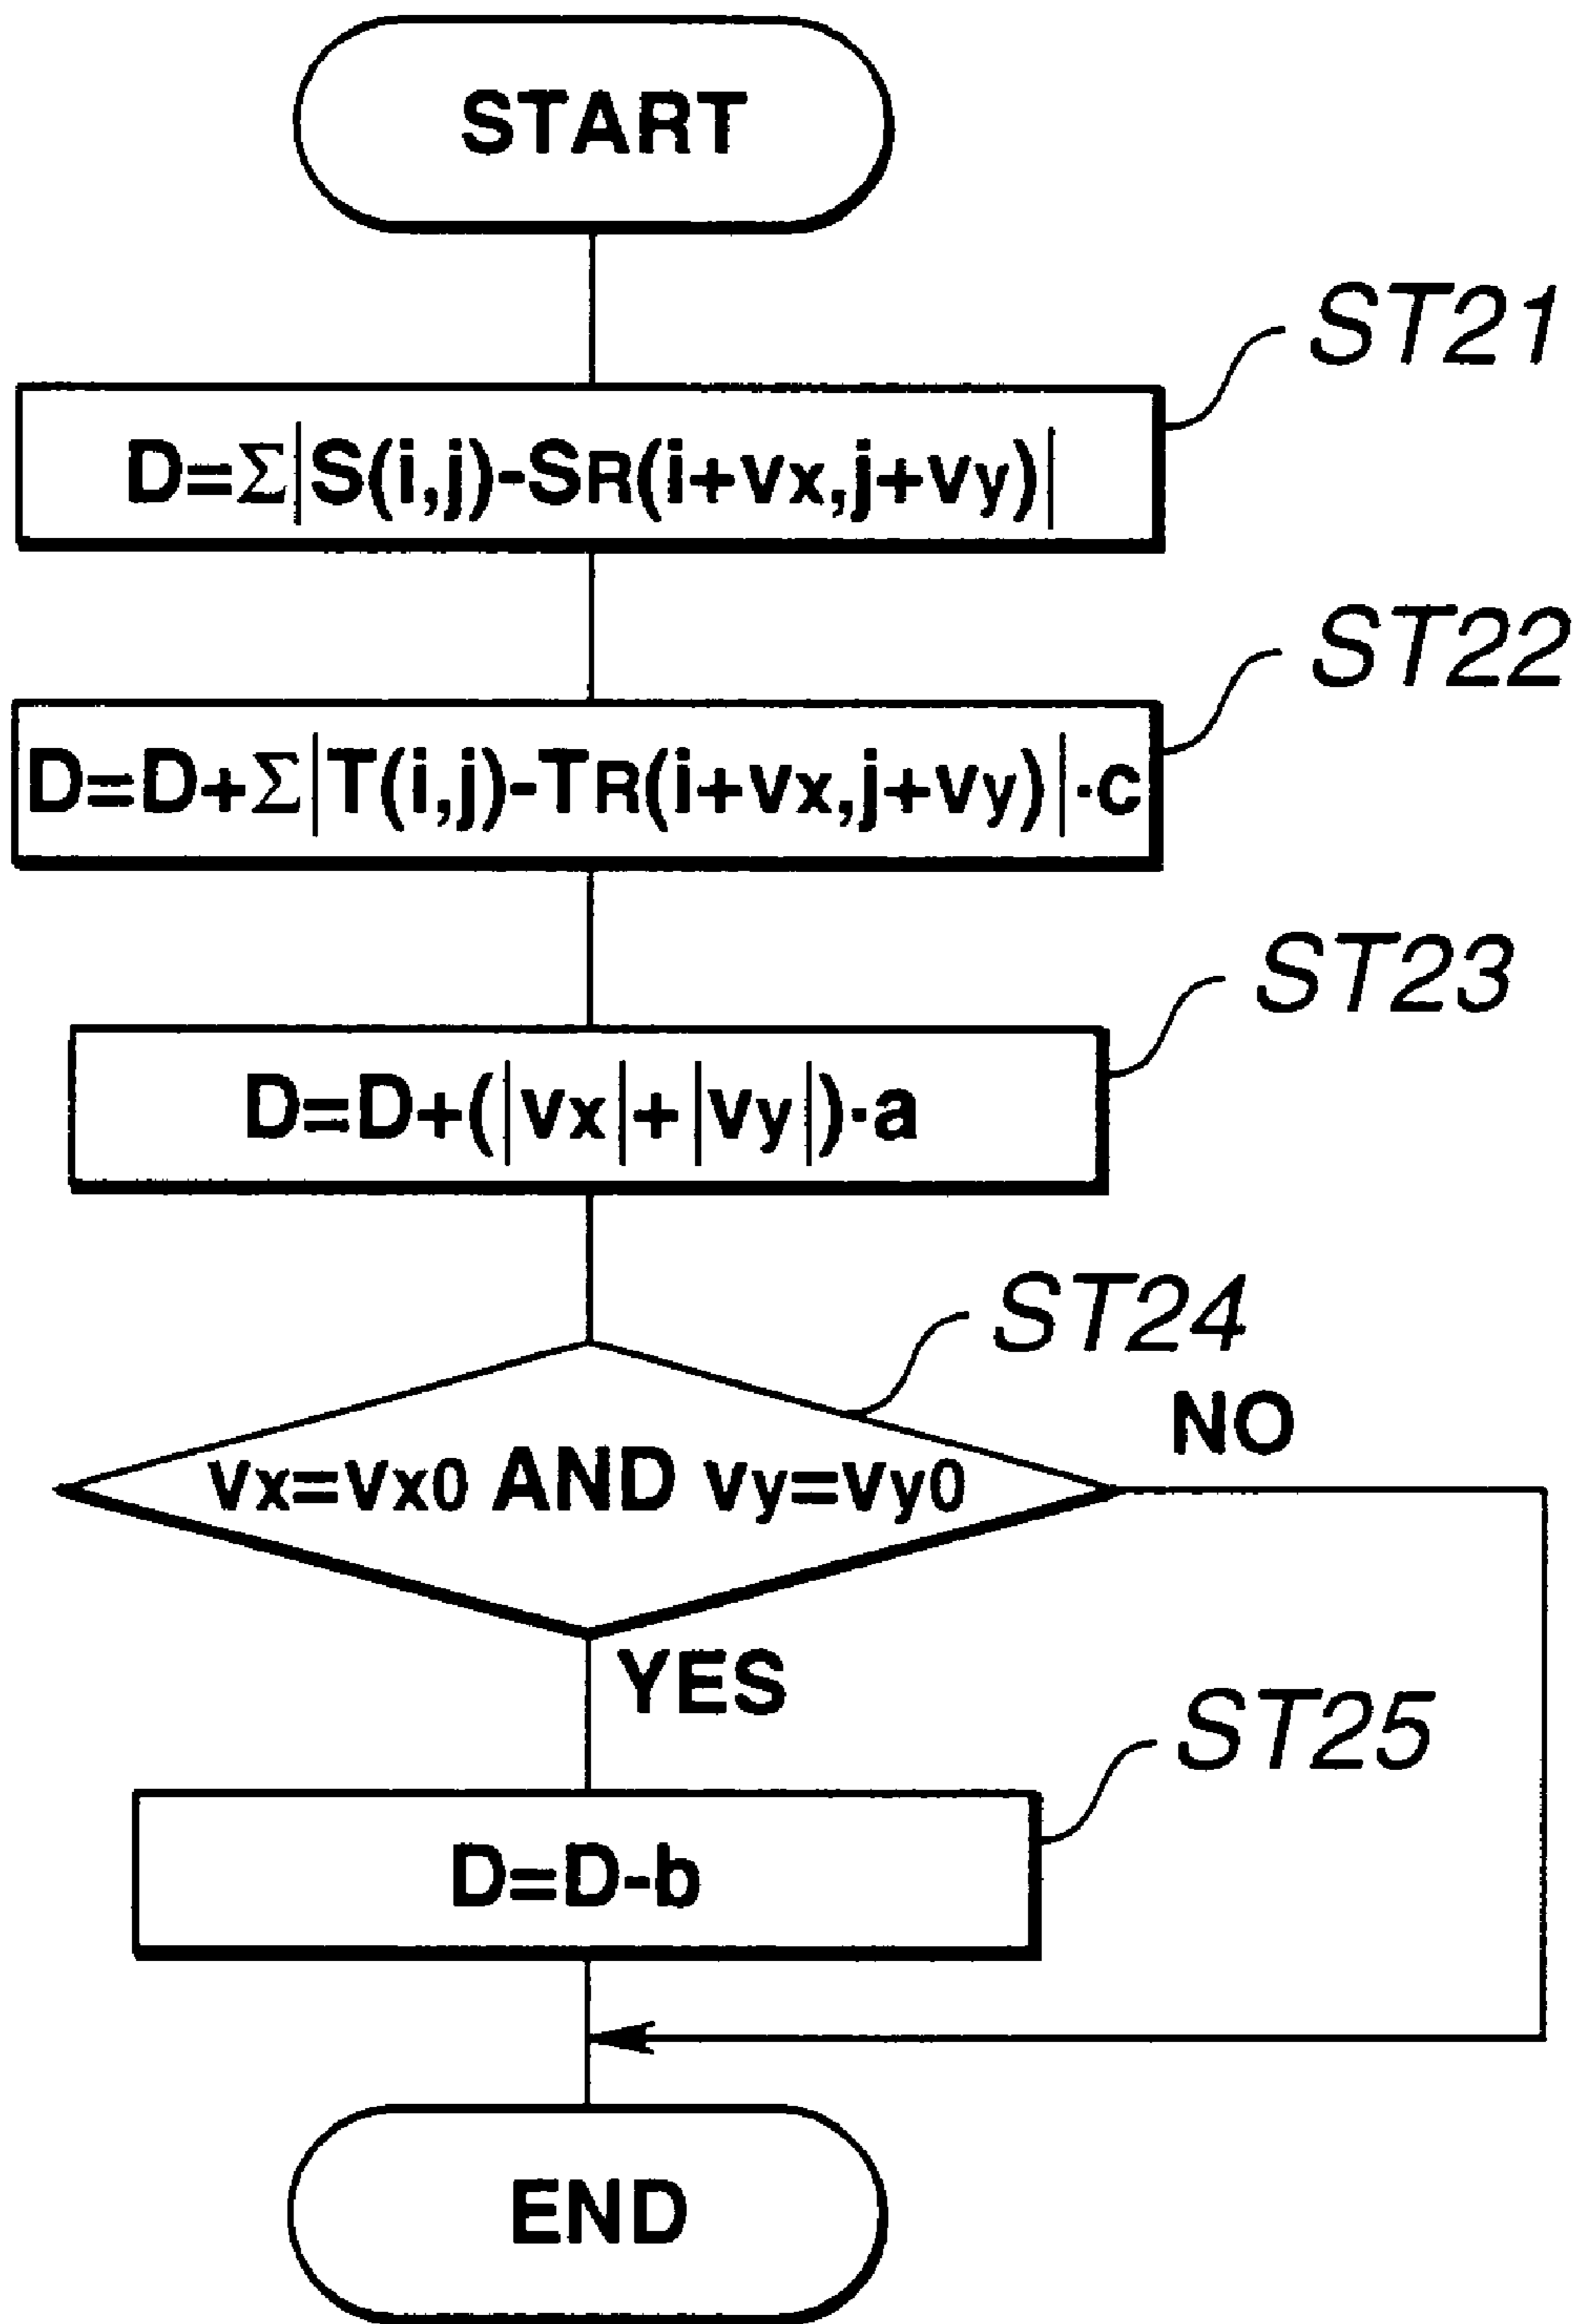 START
ST21
D=Σ|S(i,j)-SR(i+vx,j+vy)|
ST22
D=D+Σ|T(i,j)-TR(i+vx,j+vy)|·c
ST23
D=D+(|vx|+|vy|)·a
ST24
NO
vx=vx0 AND vy=vy0
YES
ST25
D=D-b
END